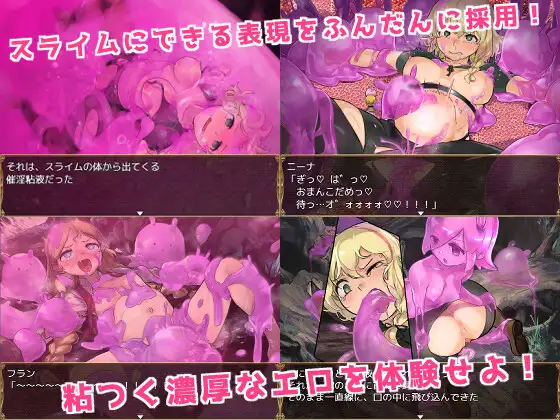 スライムにできる表現をふんだんに採用！
それは、スライムの体から出てくる
催淫粘液だった
ニーナ
「ぎっ♡ ば゛っ♡
おまんこだめっ♡
待っ…オ゛ォォォォ♡♡！！！」
フラン
そのまま一直線に、口の中に飛び込んできた
粘つく濃厚なエロを体験せよ！